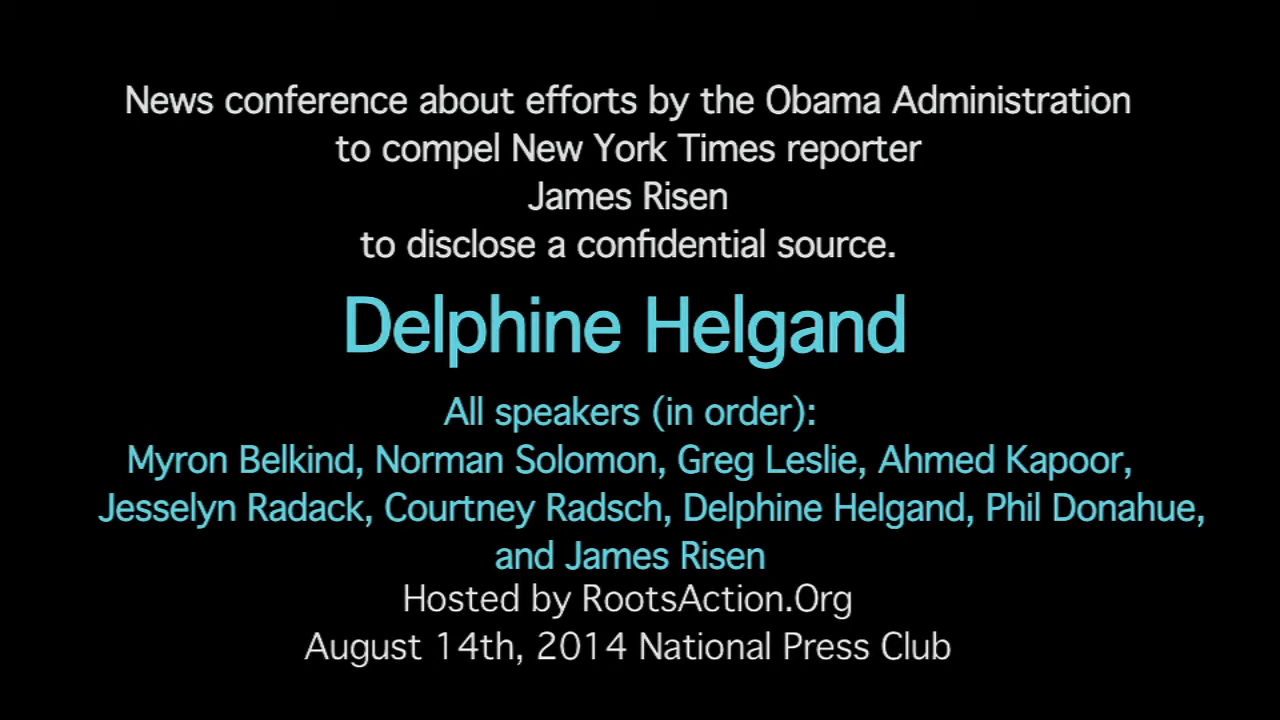 News conference about efforts by the Obama Administration
to compel New York Times reporter
James Risen
to disclose a confidential source.
Delphine Helgand
All speakers (in order):
Myron Belkind, Norman Solomon, Greg Leslie, Ahmed Kapoor,
Jesselyn Radack, Courtney Radsch, Delphine Helgand, Phil Donahue,
and James Risen
Hosted by RootsAction.Org
August 14th, 2014 National Press Club